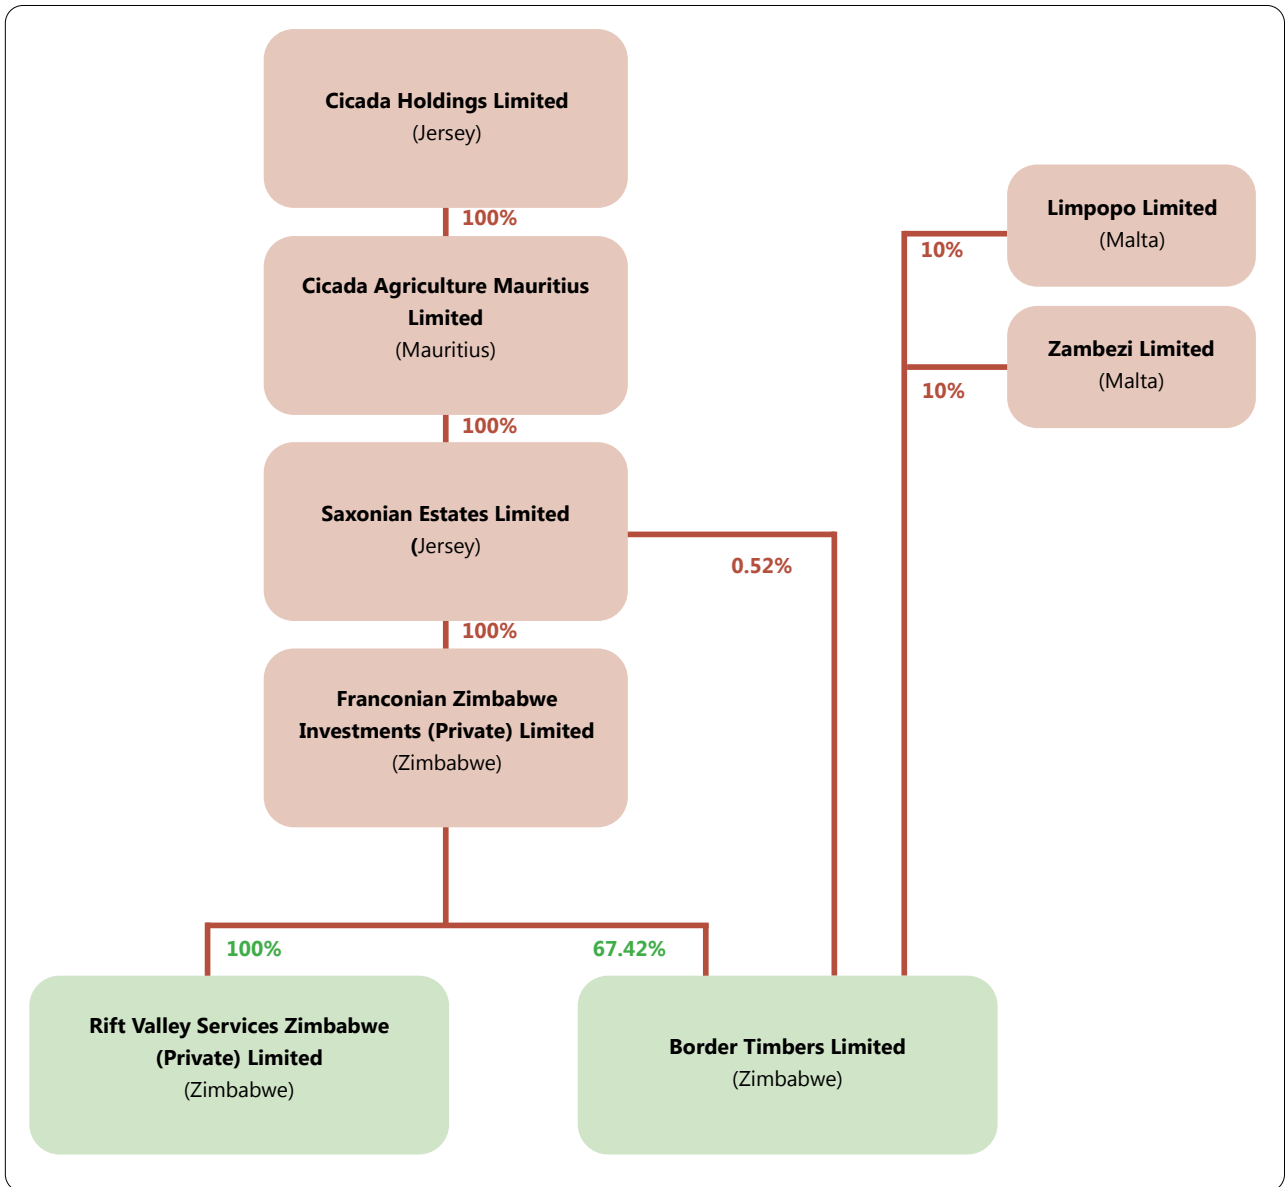 Cicada Holdings Limited
(Jersey)
100%
Cicada Agriculture Mauritius
Limited
(Mauritius)
100%
Saxonian Estates Limited
(Jersey)
0.52%
100%
Franconian Zimbabwe
Investments (Private) Limited
(Zimbabwe)
Limpopo Limited
(Malta)
10%
Zambezi Limited
(Malta)
10%
100%
67.42%
Rift Valley Services Zimbabwe
(Private) Limited
(Zimbabwe)
Border Timbers Limited
(Zimbabwe)